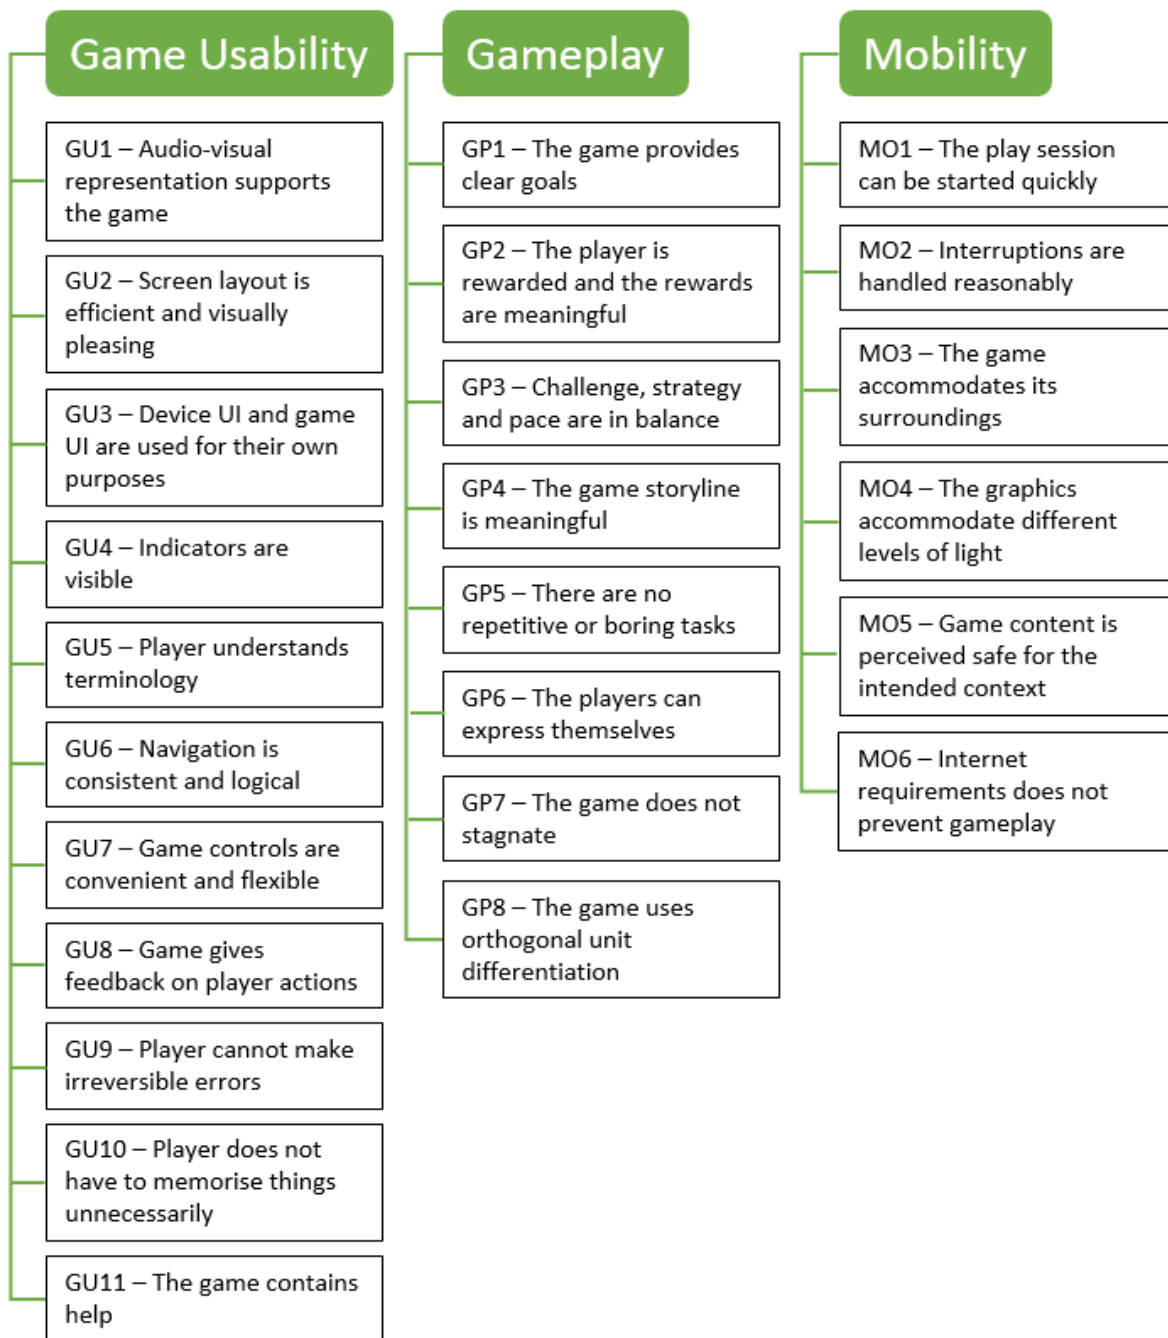 Game Usability
GU1 – Audio-visual
representation supports
the game
GU2 – Screen layout is
efficient and visually
pleasing
GU3 – Device UI and game
UI are used for their own
purposes
GU4 – Indicators are
visible
GU5 – Player understands
terminology
GU6 – Navigation is
consistent and logical
GU7 – Game controls are
convenient and flexible
GU8 – Game gives
feedback on player actions
GU9 – Player cannot make
irreversible errors
GU10 – Player does not
have to memorise things
unnecessarily
GU11 – The game contains
help
Gameplay
GP1 – The game provides
clear goals
GP2 – The player is
rewarded and the rewards
are meaningful
GP3 – Challenge, strategy
and pace are in balance
GP4 – The game storyline
is meaningful
GP5 – There are no
repetitive or boring tasks
GP6 – The players can
express themselves
GP7 – The game does not
stagnate
GP8 – The game uses
orthogonal unit
differentiation
Mobility
MO1 – The play session
can be started quickly
MO2 – Interruptions are
handled reasonably
MO3 – The game
accommodates its
surroundings
MO4 – The graphics
accommodate different
levels of light
MO5 – Game content is
perceived safe for the
intended context
MO6 – Internet
requirements does not
prevent gameplay